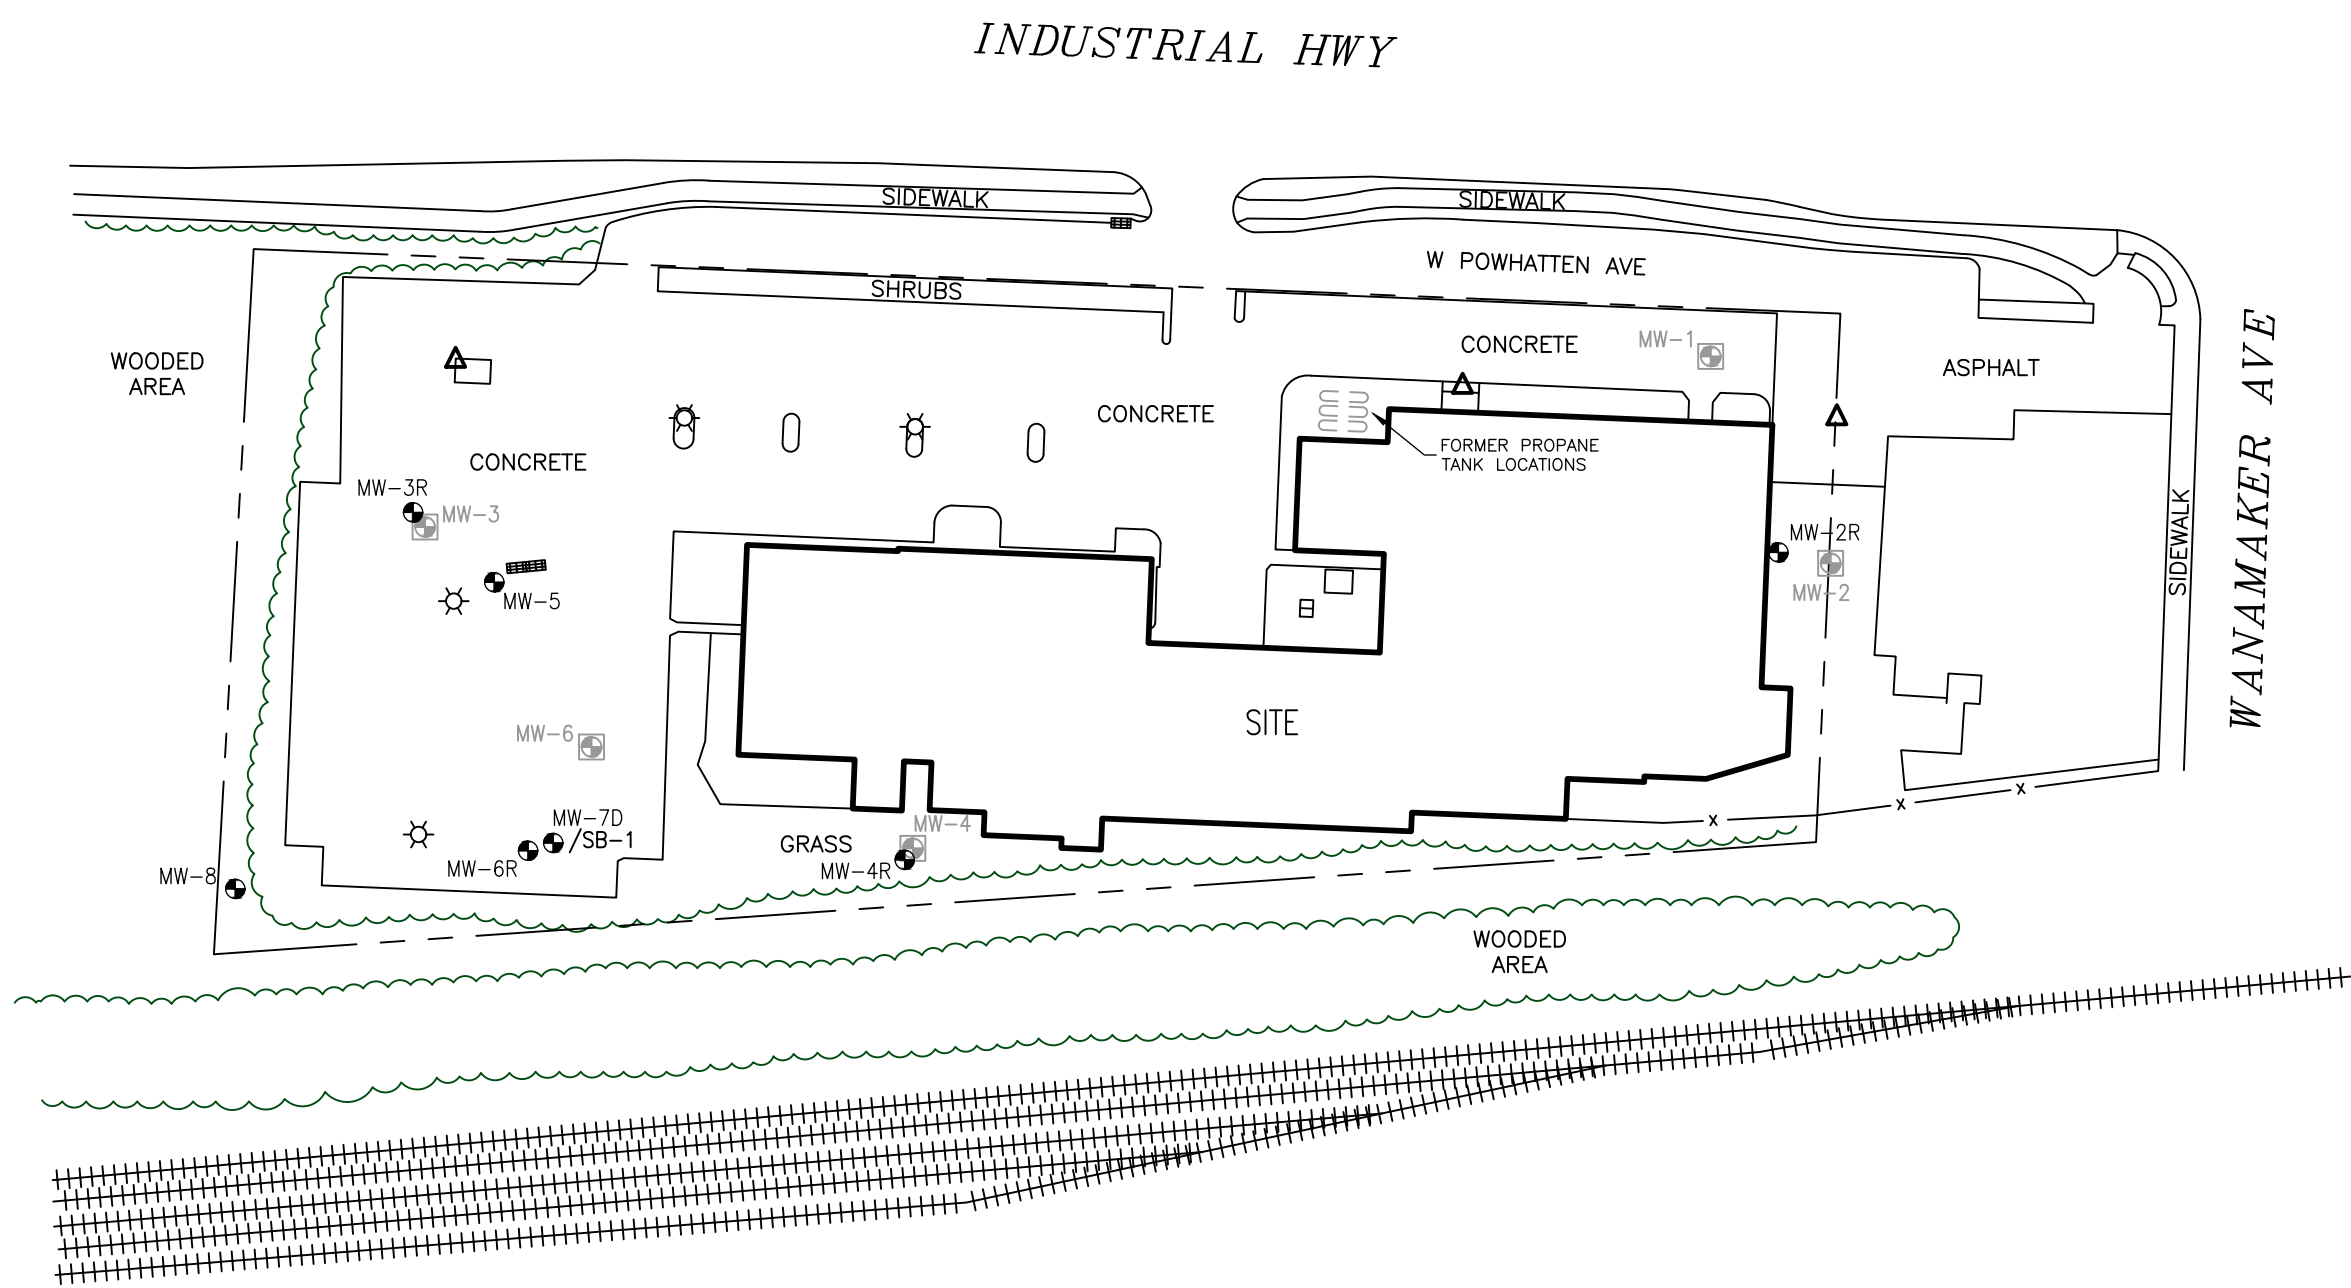 INDUSTRIAL HWY
SIDEWALK
SIDEWALK
W POWHATTEN AVE
SHRUBS
WOODED
AREA
CONCRETE
MW-1
ASPHALT
CONCRETE
FORMER PROPANE
TANK LOCATIONS
CONCRETE
MW-3R
MW-3
MW-2R
MW-2
MW-5
SIDEWALK
WANAMAKER AVE
SITE
MW-6
MW-7D
/SB-1
MW-6R
MW-8
GRASS
MW-4
MW-4R
X
X
X
WOODED
AREA